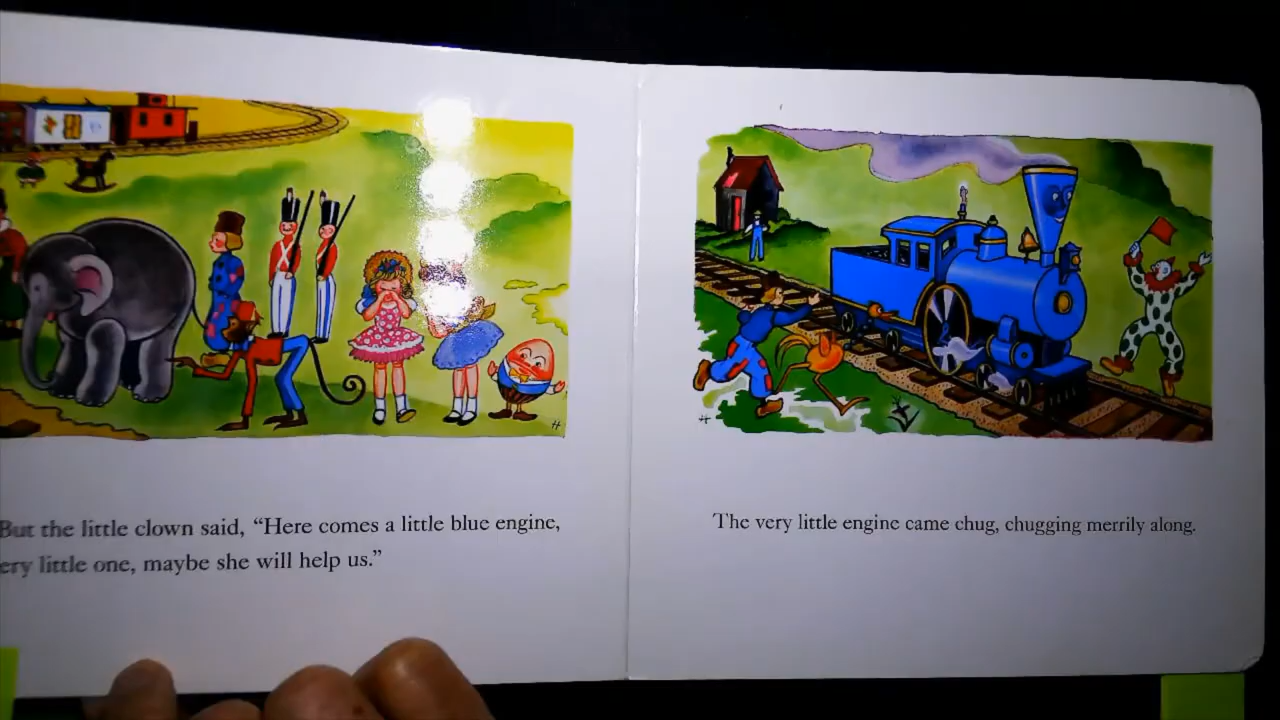 But the little clown said, “Here comes a little blue engine,
ery little one, maybe she will help us.”
The very little engine came chug, chugging merrily along.